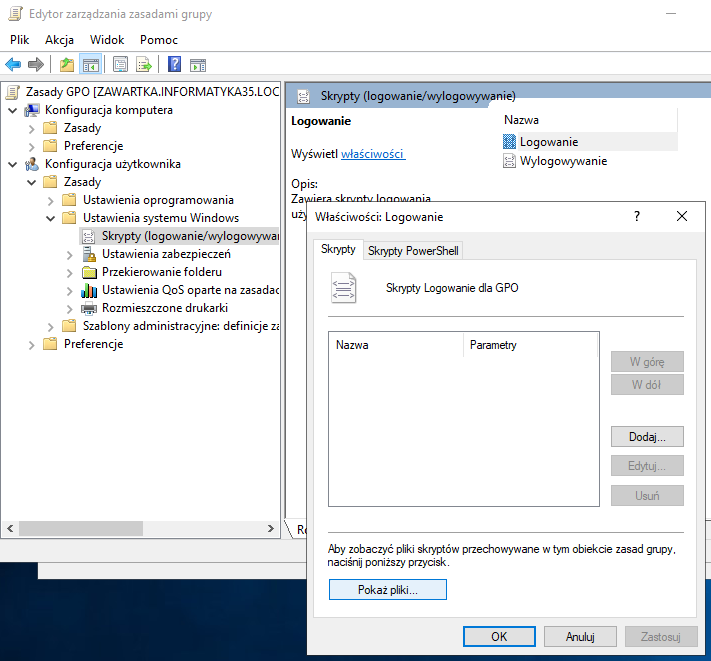 Edytor zarządzania zasadami grupy
Plik Akcja Widok Pomoc
Zasady GPO [ZAWARTKA.INFORMATYKA35.LOC
Konfiguracja komputera
Zasady
Preferencje
Konfiguracja użytkownika
Zasady
Ustawienia oprogramowania
Ustawienia systemu Windows
Skrypty (logowanie/wylogowywan
Ustawienia zabezpieczeń
Przekierowanie folderu
Ustawienia QoS oparte na zasadac
Rozmieszczone drukarki
Szablony administracyjne: definicje za
Preferencje
Skrypty (logowanie/wylogowywanie)
Logowanie
Wyświetl właściwości
Opis:
Zawiera skrypty logowania
uży
Nazwa
Logowanie
Wylogowywanie
Właściwości: Logowanie
Skrypty
Skrypty PowerShell
Skrypty Logowanie dla GPO
Nazwa
Parametry
W górę
W dół
Dodaj...
Edytuj...
Usuń
Aby zobaczyć pliki skryptów przechowywane w tym obiekcie zasad grupy,
naciśnij poniższy przycisk.
Pokaż pliki...
OK
Anuluj
Zastosuj